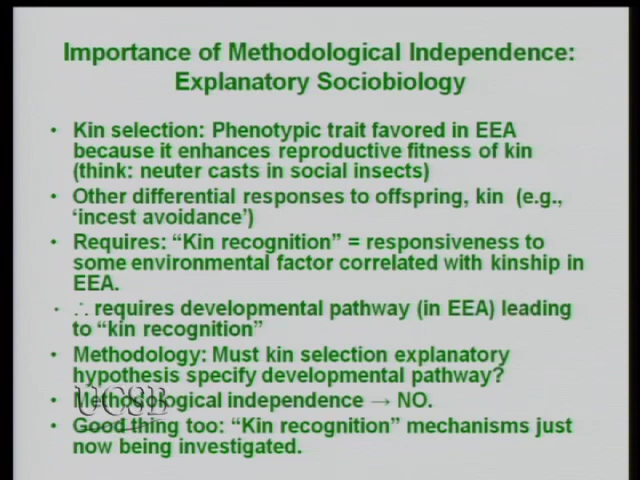 Importance of Methodological Independence:
Explanatory Sociobiology
• Kin selection: Phenotypic trait favored in EEA
because it enhances reproductive fitness of kin
(think: neuter casts in social insects)
• Other differential responses to offspring, kin (e.g.,
‘incest avoidance’)
• Requires: “Kin recognition” = responsiveness to
some environmental factor correlated with kinship in
EEA.
• ∴ requires developmental pathway (in EEA) leading
to “kin recognition”
• Methodology: Must kin selection explanatory
hypothesis specify developmental pathway?
• Methodological independence → NO.
UCSB
• Good thing too: “Kin recognition” mechanisms just
now being investigated.